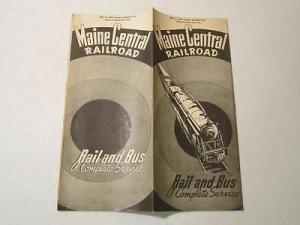 Maine Central
RAILROAD
Rail and Bus
Complete Service
Maine Central
RAILROAD
Rail and Bus
Complete Service